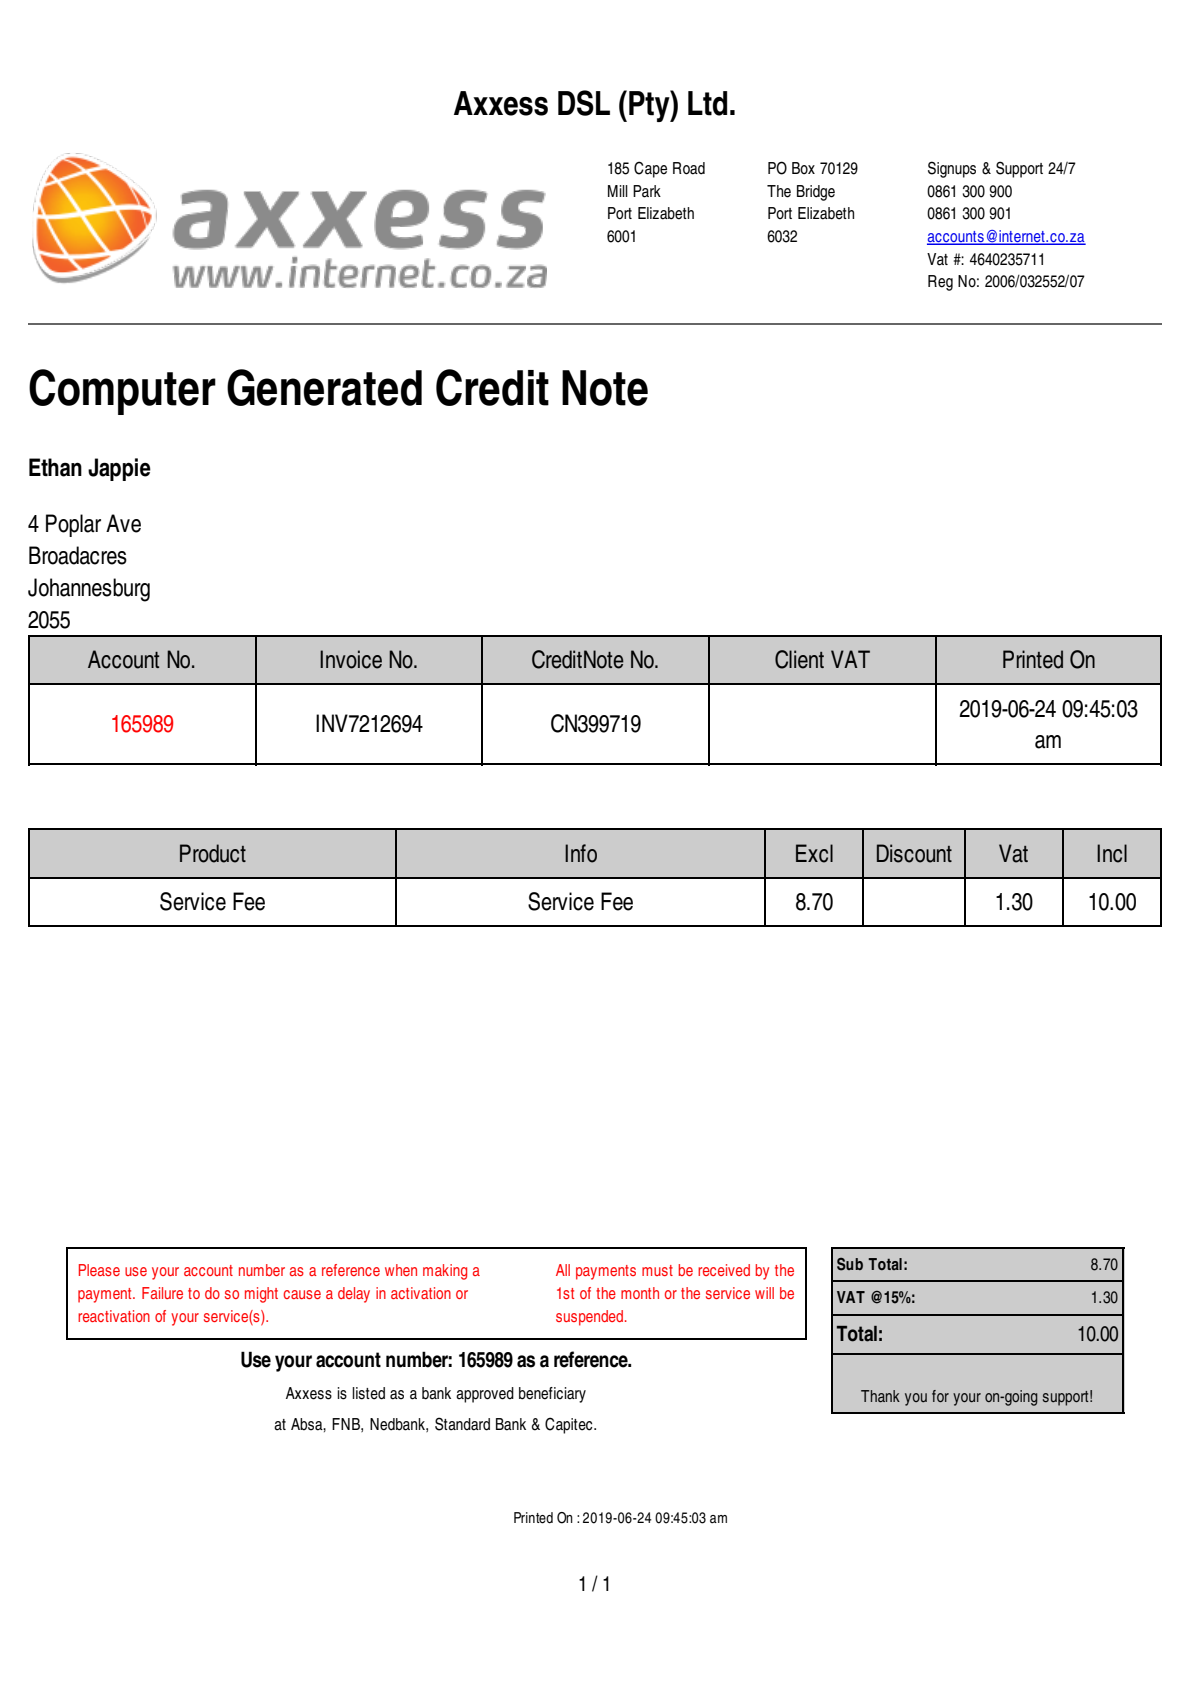 Axxess DSL (Pty) Ltd.
axxess
www.internet.co.za
185 Cape Road
Mill Park
Port Elizabeth
6001
PO Box 70129
The Bridge
Port Elizabeth
6032
Signups & Support 24/7
0861 300 900
0861 300 901
accounts@internet.co.za
Vat #: 4640235711
Reg No: 2006/032552/07
Computer Generated Credit Note
Ethan Jappie
4 Poplar Ave
Broadacres
Johannesburg
2055
Account No. Invoice No. CreditNote No. Client VAT Printed On
165989 INV7212694 CN399719 2019-06-24 09:45:03
am
Product Info Excl Discount Vat Incl
Service Fee Service Fee 8.70 1.30 10.00
Please use your account number as a reference when making a
payment. Failure to do so might cause a delay in activation or
reactivation of your service(s).
All payments must be received by the
1st of the month or the service will be
suspended.
Use your account number: 165989 as a reference.
Axxess is listed as a bank approved beneficiary
at Absa, FNB, Nedbank, Standard Bank & Capitec.
Sub Total: 8.70
VAT @15%: 1.30
Total: 10.00
Thank you for your on-going support!
Printed On : 2019-06-24 09:45:03 am
1 / 1